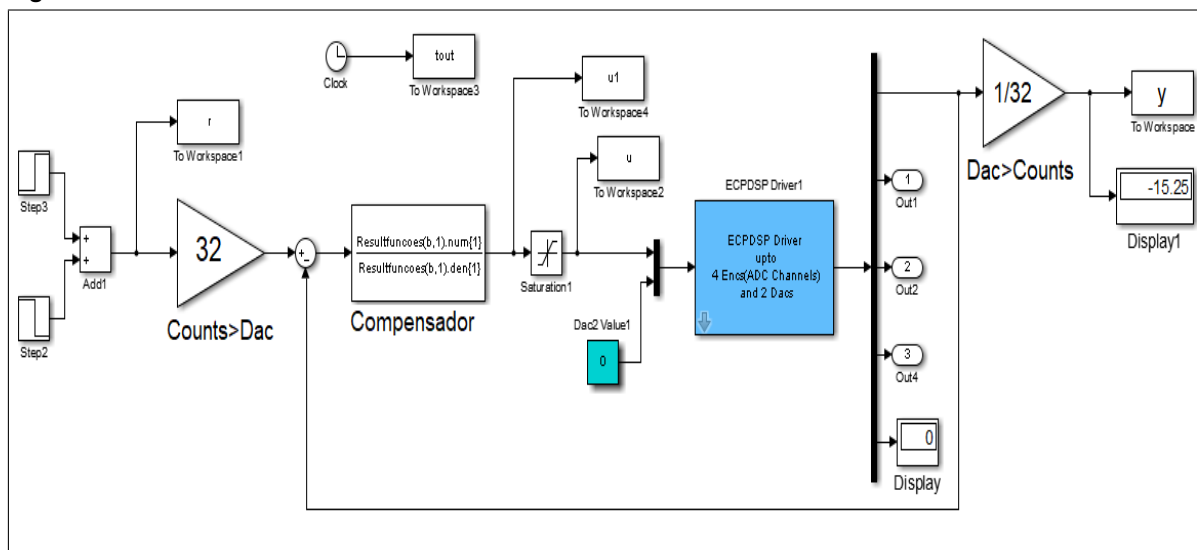 Clock
tout
To Workspace3
r
To Workspace1
Step3
Step2
+
+
Add1
32
Counts>Dac
+
-
Resultfuncoes(b,1).num{1}
Resultfuncoes(b,1).den{1}
Compensador
Saturation1
u1
To Workspace4
u
To Workspace2
Dac2 Value1
0
ECPDSP Driver1
ECPDSP Driver
upto
4 Encs(ADC Channels)
and 2 Dacs
1
Out1
2
Out2
3
Out4
0
Display
1/32
Dac>Counts
y
To Workspace
-15.25
Display1